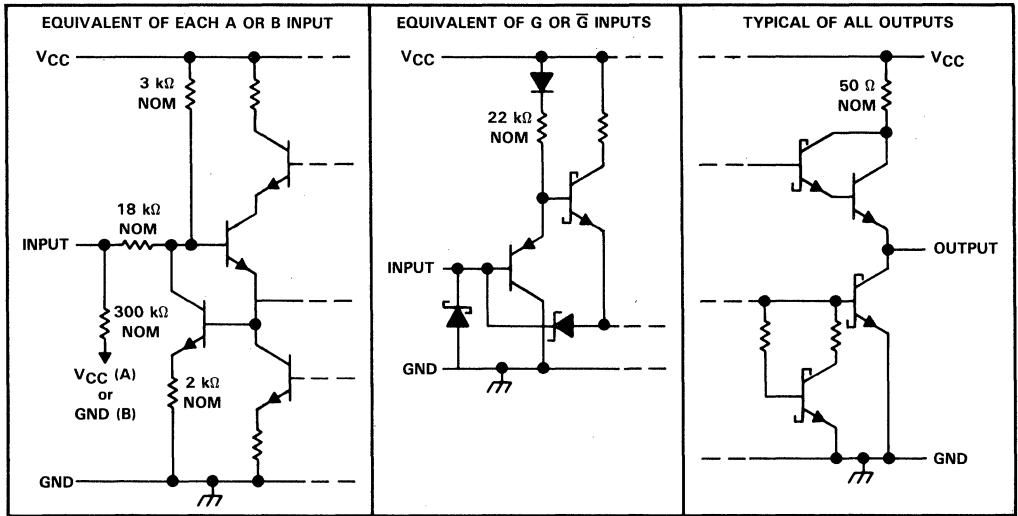 EQUIVALENT OF EACH A OR B INPUT
VCC
3 kΩ
NOM
18 kΩ
NOM
INPUT
300 kΩ
NOM
VCC (A)
or
GND (B)
2 kΩ
NOM
GND
EQUIVALENT OF G OR G̅ INPUTS
VCC
22 kΩ
NOM
INPUT
GND
TYPICAL OF ALL OUTPUTS
VCC
50 Ω
NOM
OUTPUT
GND